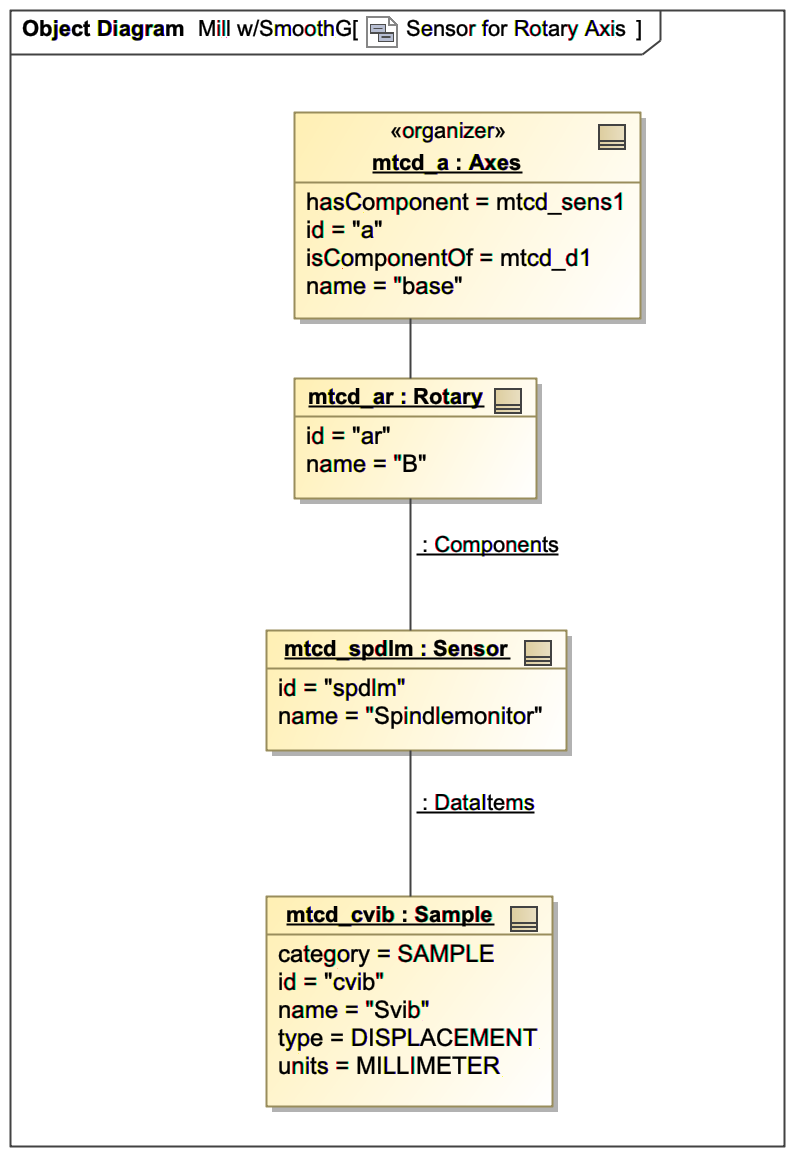 Object Diagram Mill w/SmoothG[ Sensor for Rotary Axis ]
«organizer»
mtcd_a : Axes
hasComponent = mtcd_sens1
id = "a"
isComponentOf = mtcd_d1
name = "base"
mtcd_ar : Rotary
id = "ar"
name = "B"
: Components
mtcd_spdlm : Sensor
id = "spdlm"
name = "Spindlemonitor"
: DataItems
mtcd_cvib : Sample
category = SAMPLE
id = "cvib"
name = "Svib"
type = DISPLACEMENT
units = MILLIMETER